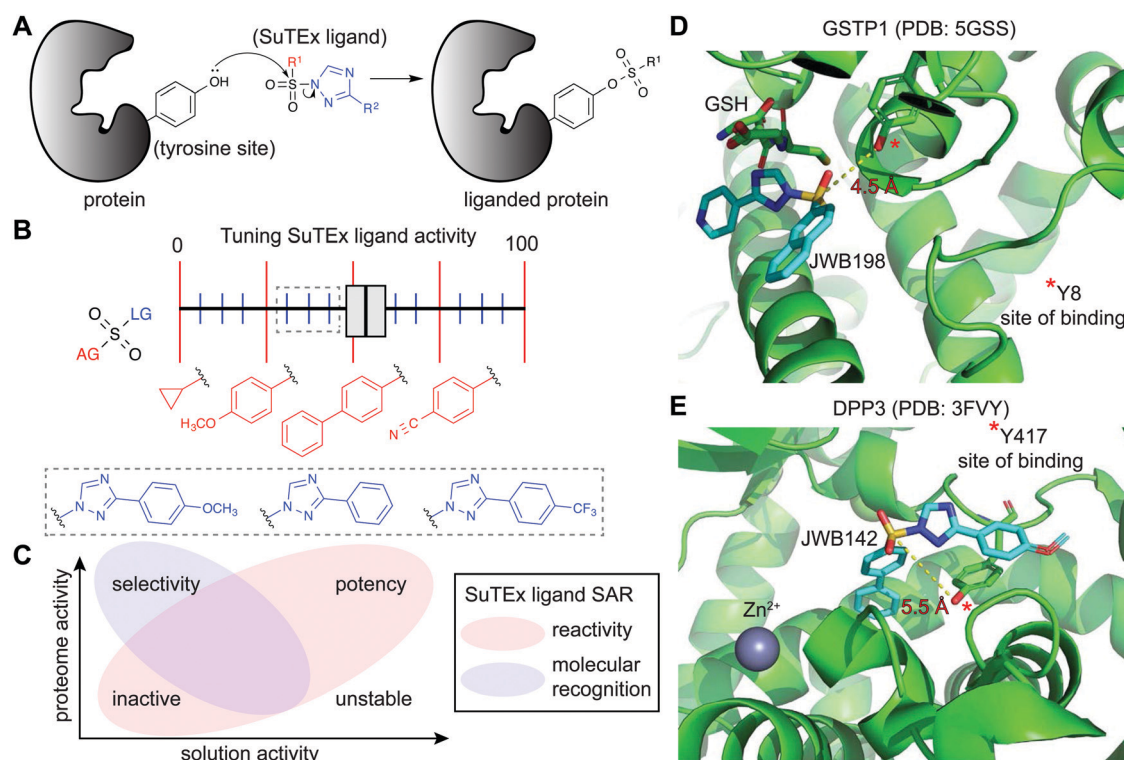 A
(SuTEx ligand)
OH
R¹
O
S
O
N
N
N
R²
O
O
S
O
R¹
(tyrosine site)
protein
liganded protein
B
0
Tuning SuTEx ligand activity
100
LG
O
S
O
AG
H₃CO
N
C
N
N
N
OCH₃
N
N
N
N
N
N
CF₃
C
proteome activity
selectivity
potency
inactive
unstable
solution activity
SuTEx ligand SAR
reactivity
molecular
recognition
D
GSTP1 (PDB: 5GSS)
GSH
*
4.5 Å
JWB198
*Y8
site of binding
E
DPP3 (PDB: 3FVY)
*Y417
site of binding
JWB142
5.5 Å
*
Zn²⁺